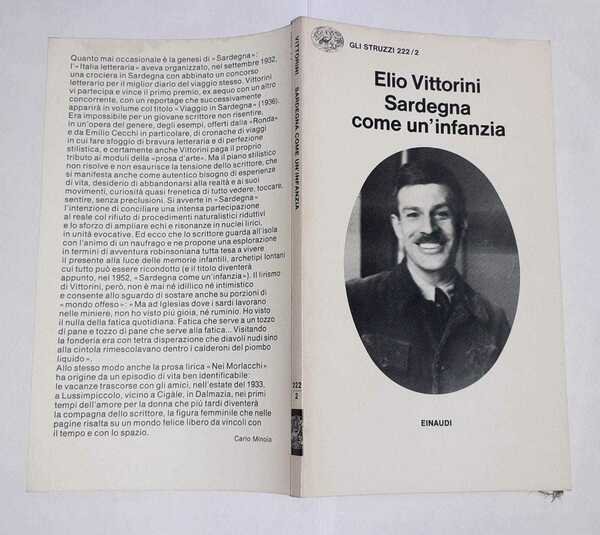 Quanto mai occasionale è la genesi di «Sardegna»:
l'«Italia letteraria» aveva organizzato, nel settembre 1932,
una crociera in Sardegna con abbinato un concorso
letterario per il miglior diario del viaggio stesso. Vittorini
vi partecipa e vince il primo premio, ex aequo con un altro
concorrente, con un reportage che successivamente
apparirà in volume col titolo «Viaggio in Sardegna» (1936).
Era impossibile per un giovane scrittore non risentire,
in un'opera del genere, degli esempi, offerti dalla «Ronda»
e da Emilio Cecchi in particolare, di cronache di viaggi
in cui fare sfoggio di bravura letteraria e di perfezione
stilistica, e certamente anche Vittorini paga il proprio
tributo ai moduli della «prosa d'arte». Ma il piano stilistico
non risolve e non esaurisce la tensione dello scrittore, che
si manifesta anche come autentico bisogno di esperienze
di vita, desiderio di abbandonarsi alla realtà e ai suoi
movimenti, curiosità quasi frenetica di tutto vedere, toccare,
sentire, senza preclusioni. Si avverte in «Sardegna»
l'intenzione di conciliare una intensa partecipazione
al reale col rifiuto di procedimenti naturalistici riduttivi
e lo sforzo di ampliare echi e risonanze in nuclei lirici,
in unità evocative. Ed ecco che lo scrittore guarda all'isola
con l'animo di un naufrago e ne propone una esplorazione
in termini di avventura robinsoniana tutta tesa a vivere
il presente alla luce delle memorie infantili, archetipi lontani
cui tutto può essere ricondotto (e il titolo diventerà
appunto, nel 1952, «Sardegna come un'infanzia»). Il lirismo
di Vittorini, però, non è mai né idillico né intimistico
e consente allo sguardo di sostare anche su porzioni di
«mondo offeso»: «Ma ad Iglesias dove i sardi lavorano
nelle miniere, non ho visto più gioia, né ruminio. Ho visto
il nulla della fatica quotidiana. Fatica che serve a un tozzo
di pane e tozzo di pane che serve alla fatica... Visitando
la fonderia ero con tetra disperazione che diavoli nudi sino
alla cintola rimescolavano dentro i calderoni del piombo
liquido».
Allo stesso modo anche la prosa lirica «Nei Morlacchi»
ha origine da un episodio di vita ben identificabile:
le vacanze trascorse con gli amici, nell'estate del 1933,
a Lussimpiccolo, vicino a Cigàle, in Dalmazia, nei primi
tempi dell'amore per la donna che più tardi diventerà
la compagna dello scrittore, la figura femminile che nelle
pagine risalta su un mondo felice libero da vincoli con
il tempo e con lo spazio.
Carlo Minoia
VITTORINI SARDEGNA COME UN'INFANZIA
222
2
GLI STRUZZI 222/2
Elio Vittorini
Sardegna
come un'infanzia
EINAUDI